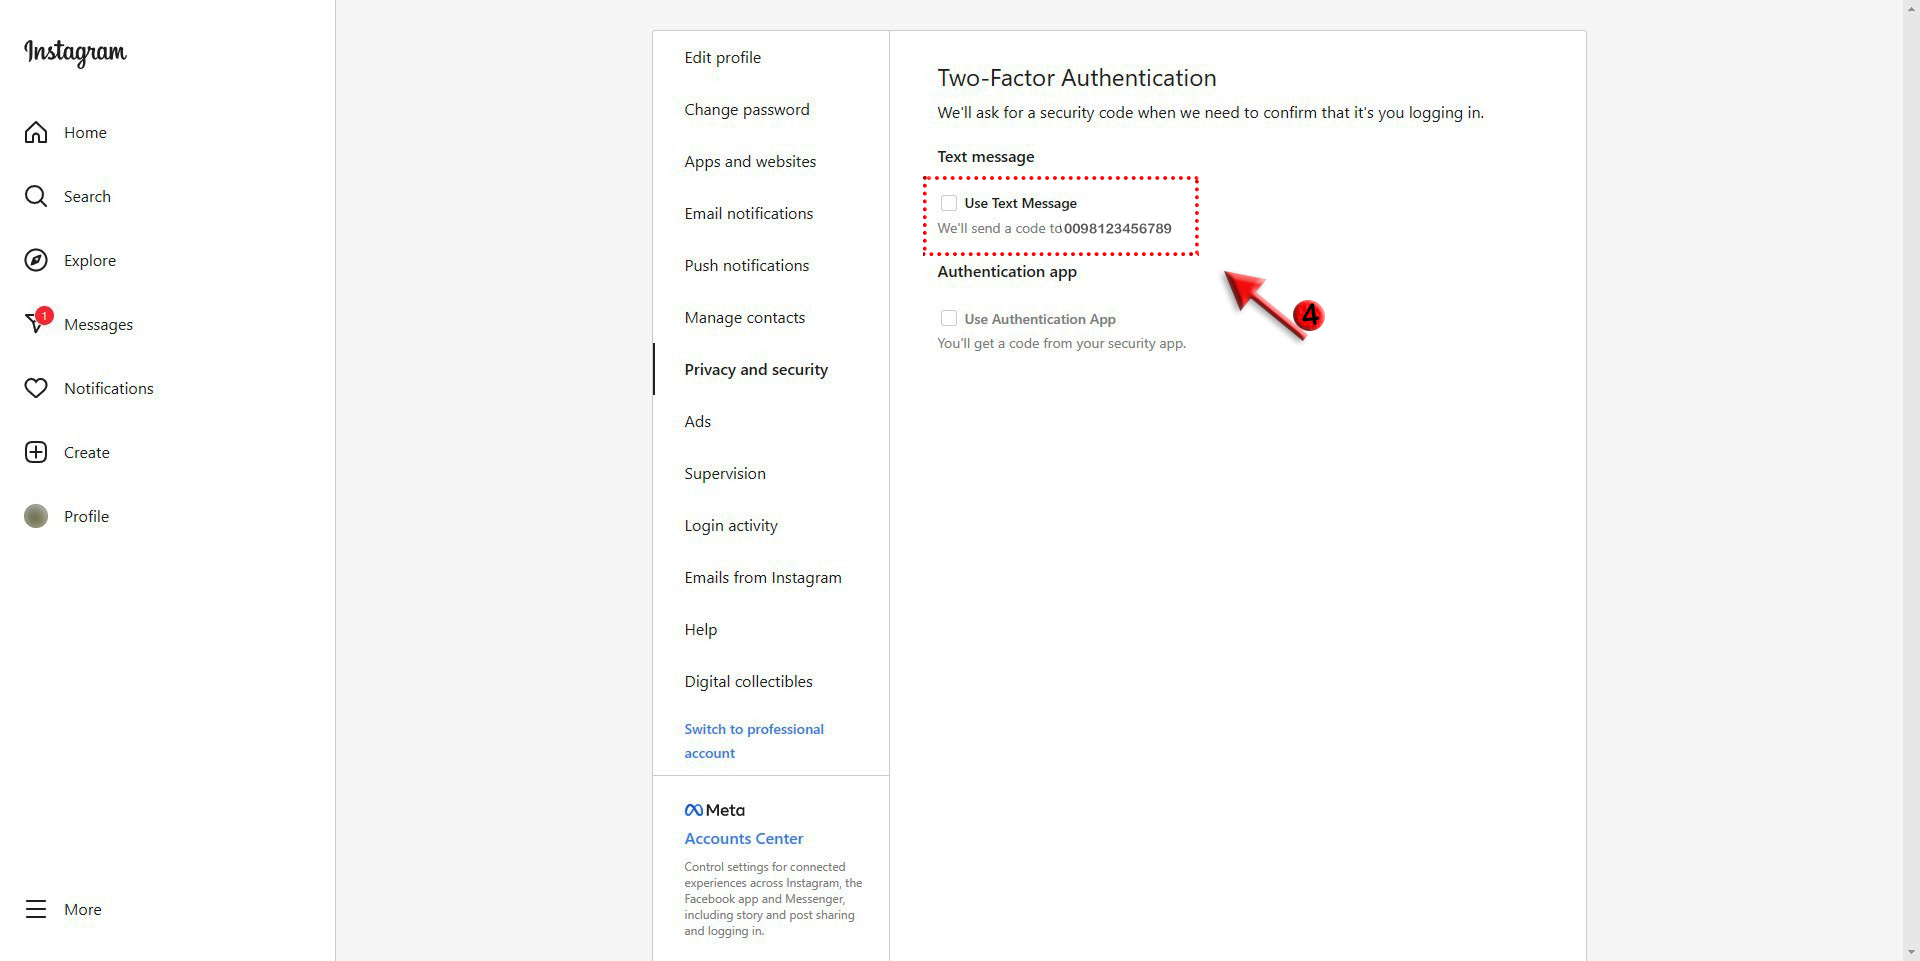 Instagram
Home
Search
Explore
1
Messages
Notifications
Create
Profile
More
Edit profile
Change password
Apps and websites
Email notifications
Push notifications
Manage contacts
Privacy and security
Ads
Supervision
Login activity
Emails from Instagram
Help
Digital collectibles
Switch to professional
account
Meta
Accounts Center
Control settings for connected
experiences across Instagram, the
Facebook app and Messenger,
including story and post sharing
and logging in.
Two-Factor Authentication
We'll ask for a security code when we need to confirm that it's you logging in.
Text message
Use Text Message
We'll send a code to 0098123456789
Authentication app
4
Use Authentication App
You'll get a code from your security app.